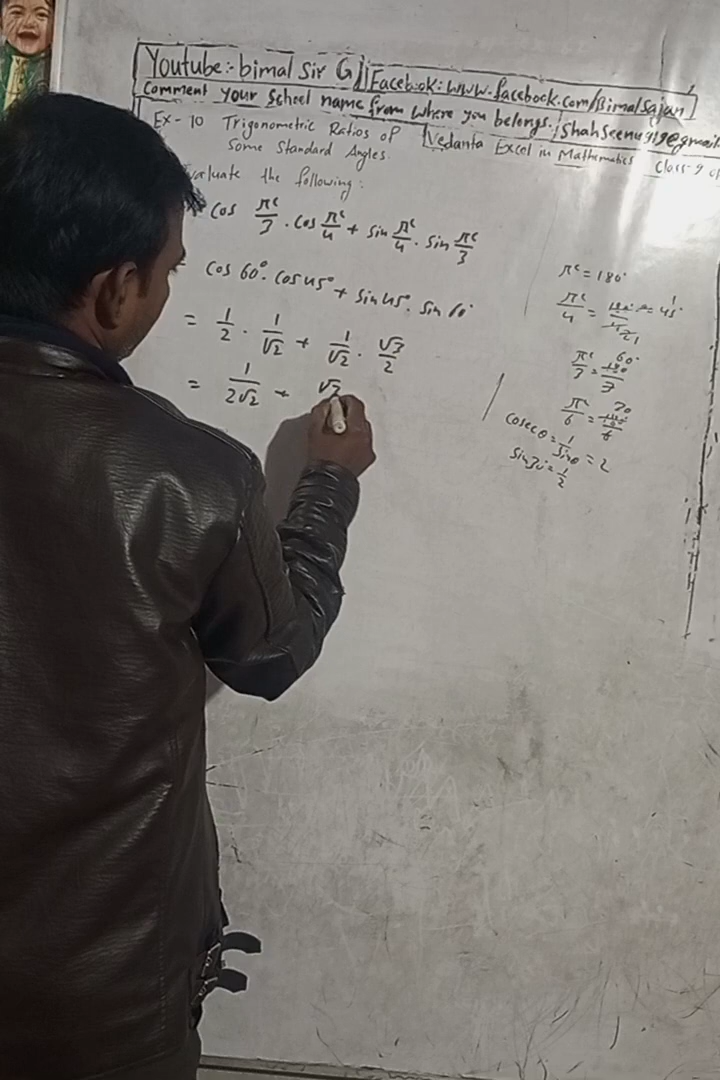 Youtube:- bimal Sir G || Facebook: www.facebook.com/Bimalsajan
Comment your School name from where you belongs. / Shahseenu919@gmail
Ex- 10 Trigonometric Ratios of Some Standard Angles.
Vedanta Excel in Mathematics Class-9
valuate the following:
cos π^c/3 . cos π^c/4 + sin π^c/4 . sin π^c/3
cos 60° . cos 45° + sin 45° . sin 60°
= 1/2 . 1/√2 + 1/√2 . √3/2
= 1/2√2 + √3
π^c = 180°
π^c/4 = 180°/4 = 45°
π^c/3 = 180/3 60°
π^c/6 = 180/6 30
cosecθ = 1/sinθ = 2
sin30 = 1/2